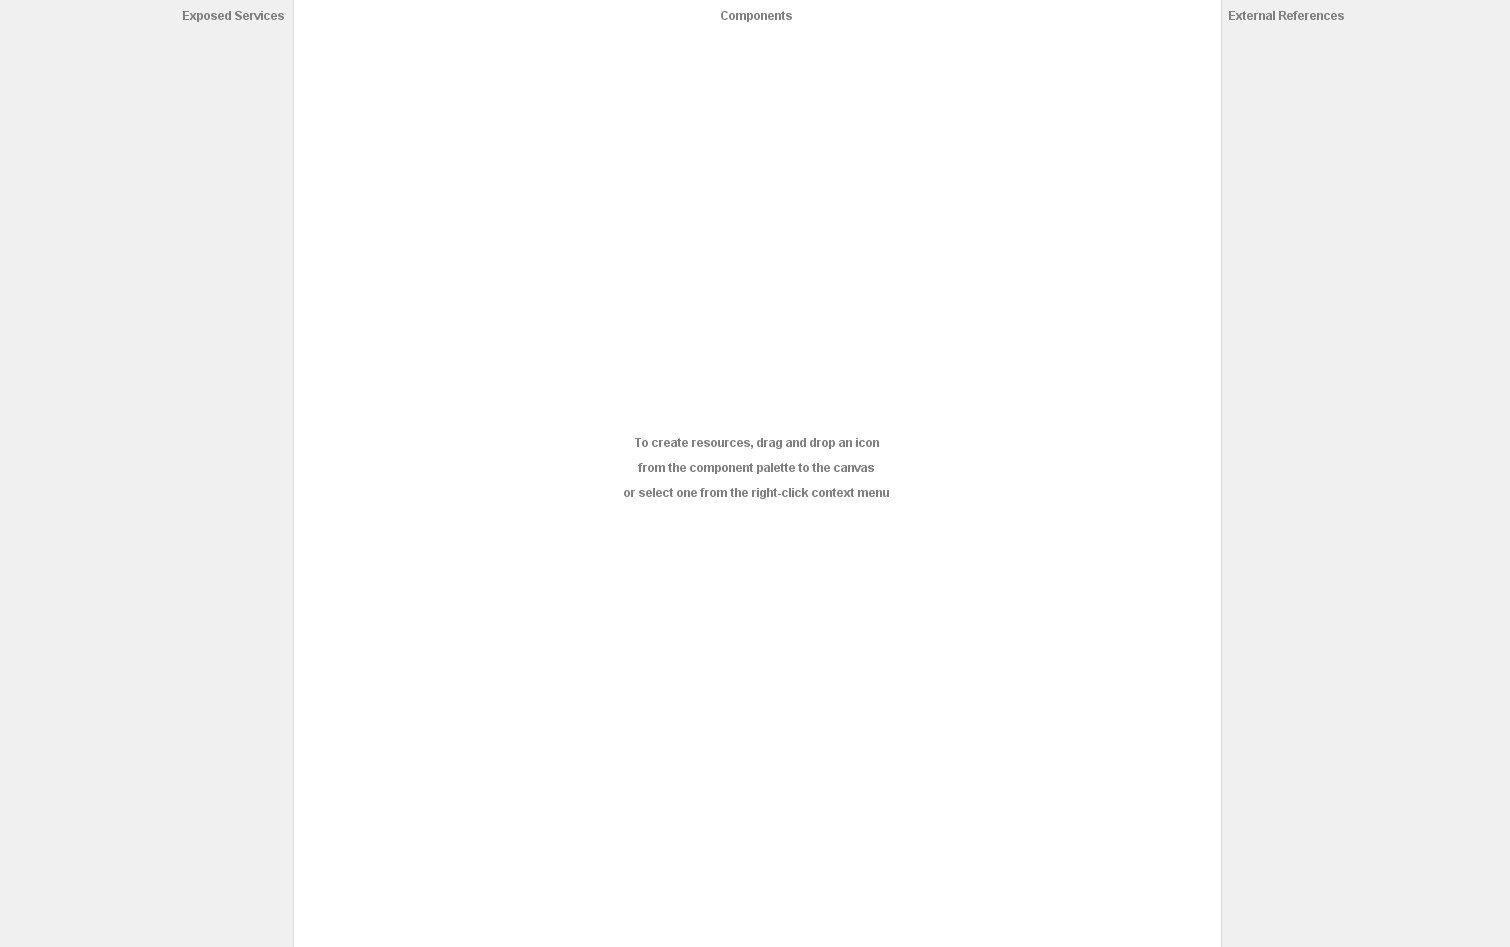 Exposed Services
Components
External References
To create resources, drag and drop an icon
from the component palette to the canvas
or select one from the right-click context menu